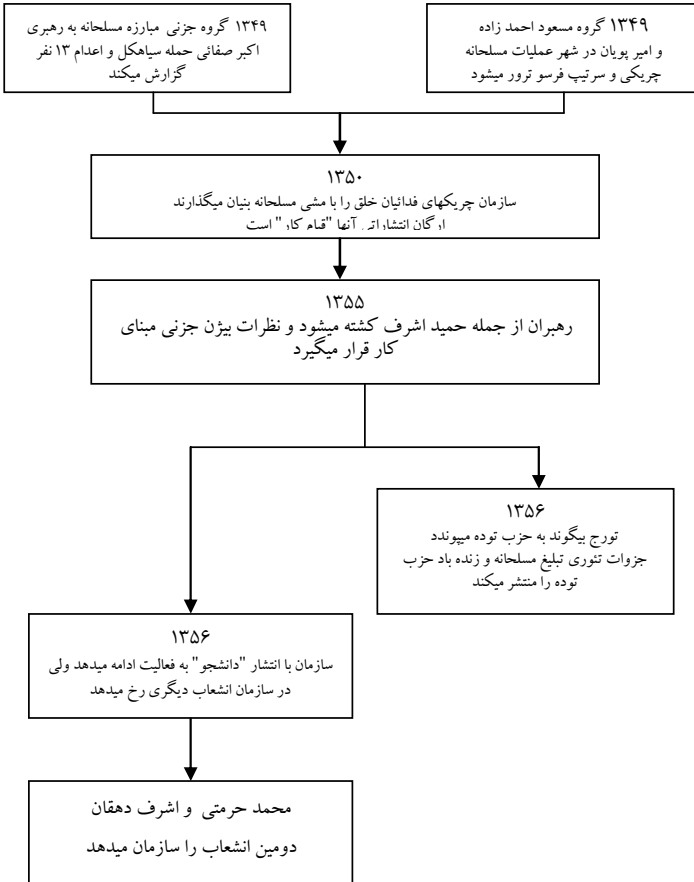 ۱۳۴۹ گروه مسعود احمد زاده
و امیر پویان در شهر عملیات مسلحانه
چریکی و سرتیپ فرسو ترور میشود
۱۳۴۹ گروه جزنی مبارزه مسلحانه به رهبری
اکبر صفائی حمله سیاهکل و اعدام ۱۳ نفر
گزارش میکند
۱۳۵۰
سازمان چریکهای فدائیان خلق را با مشی مسلحانه بنیان میگذارند
ارگان انتشاراتی آنها "قیام کار" است
۱۳۵۵
رهبران از جمله حمید اشرف کشته میشود و نظرات بیژن جزنی مبنای
کار قرار میگیرد
۱۳۵۶
تورج بیگوند به حزب توده میپوندد
جزوات تئوری تبلیغ مسلحانه و زنده باد حزب
توده را منتشر میکند
۱۳۵۶
سازمان با انتشار "دانشجو" به فعالیت ادامه میدهد ولی
در سازمان انشعاب دیگری رخ میدهد
محمد حرمتی و اشرف دهقان
دومین انشعاب را سازمان میدهد